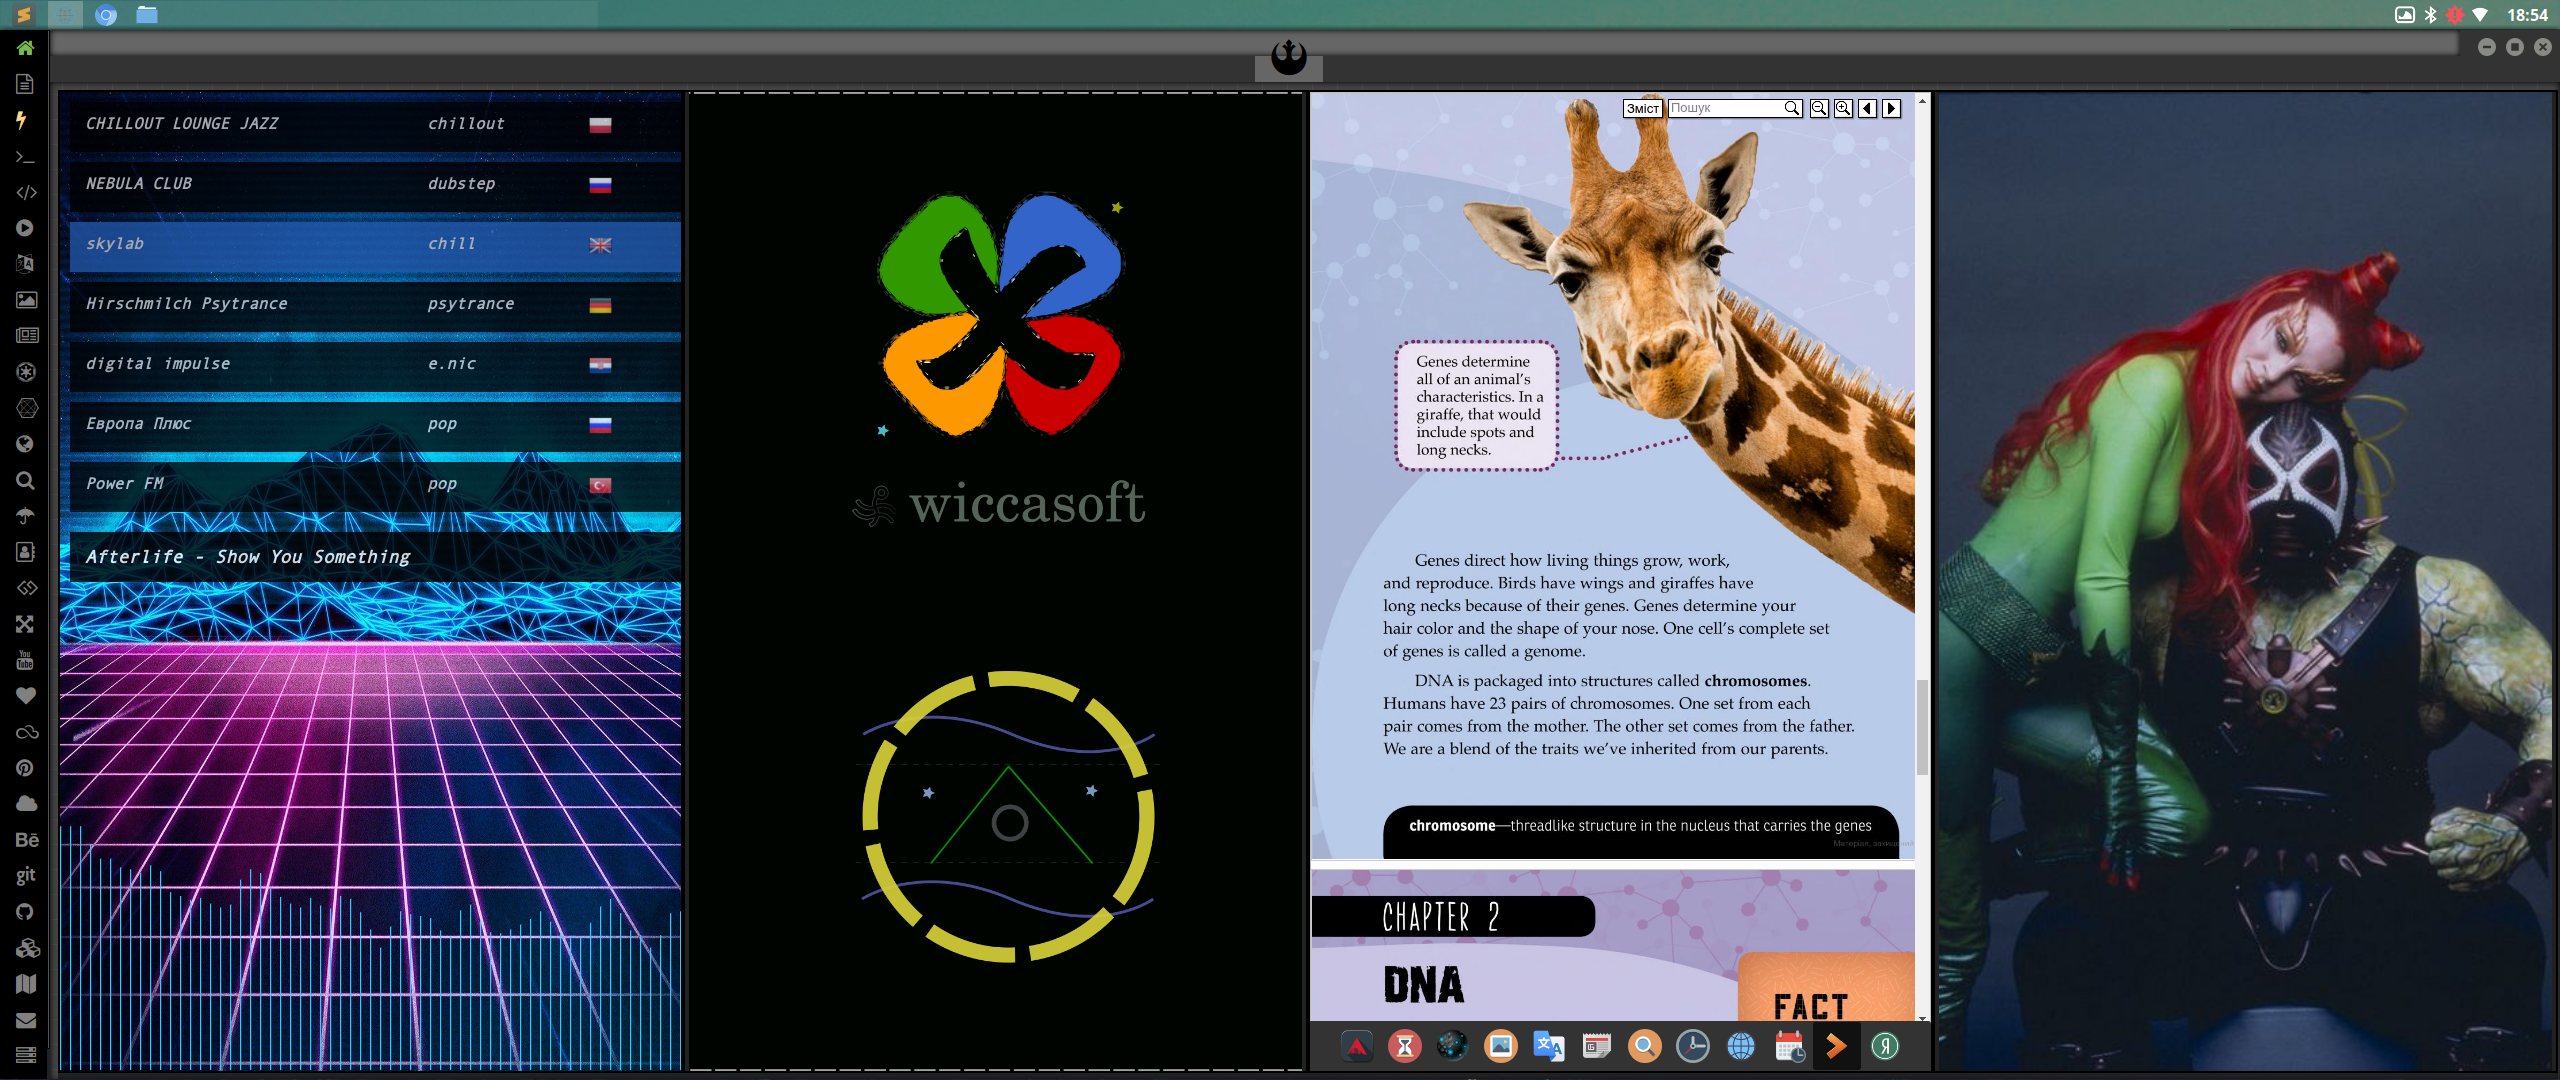 18:54
CHILLOUT LOUNGE JAZZ chillout
NEBULA CLUB dubstep
skylab chill
Hirschmilch Psytrance psytrance
digital impulse e.nic
Европа Плюс pop
Power FM pop
Afterlife - Show You Something
You
Tube
Bē
git
wiccasoft
Зміст Пошук
Genes determine
all of an animal's
characteristics. In a
giraffe, that would
include spots and
long necks.
Genes direct how living things grow, work,
and reproduce. Birds have wings and giraffes have
long necks because of their genes. Genes determine your
hair color and the shape of your nose. One cell's complete set
of genes is called a genome.
DNA is packaged into structures called chromosomes.
Humans have 23 pairs of chromosomes. One set from each
pair comes from the mother. The other set comes from the father.
We are a blend of the traits we've inherited from our parents.
chromosome—threadlike structure in the nucleus that carries the genes
CHAPTER 2
DNA
FACT